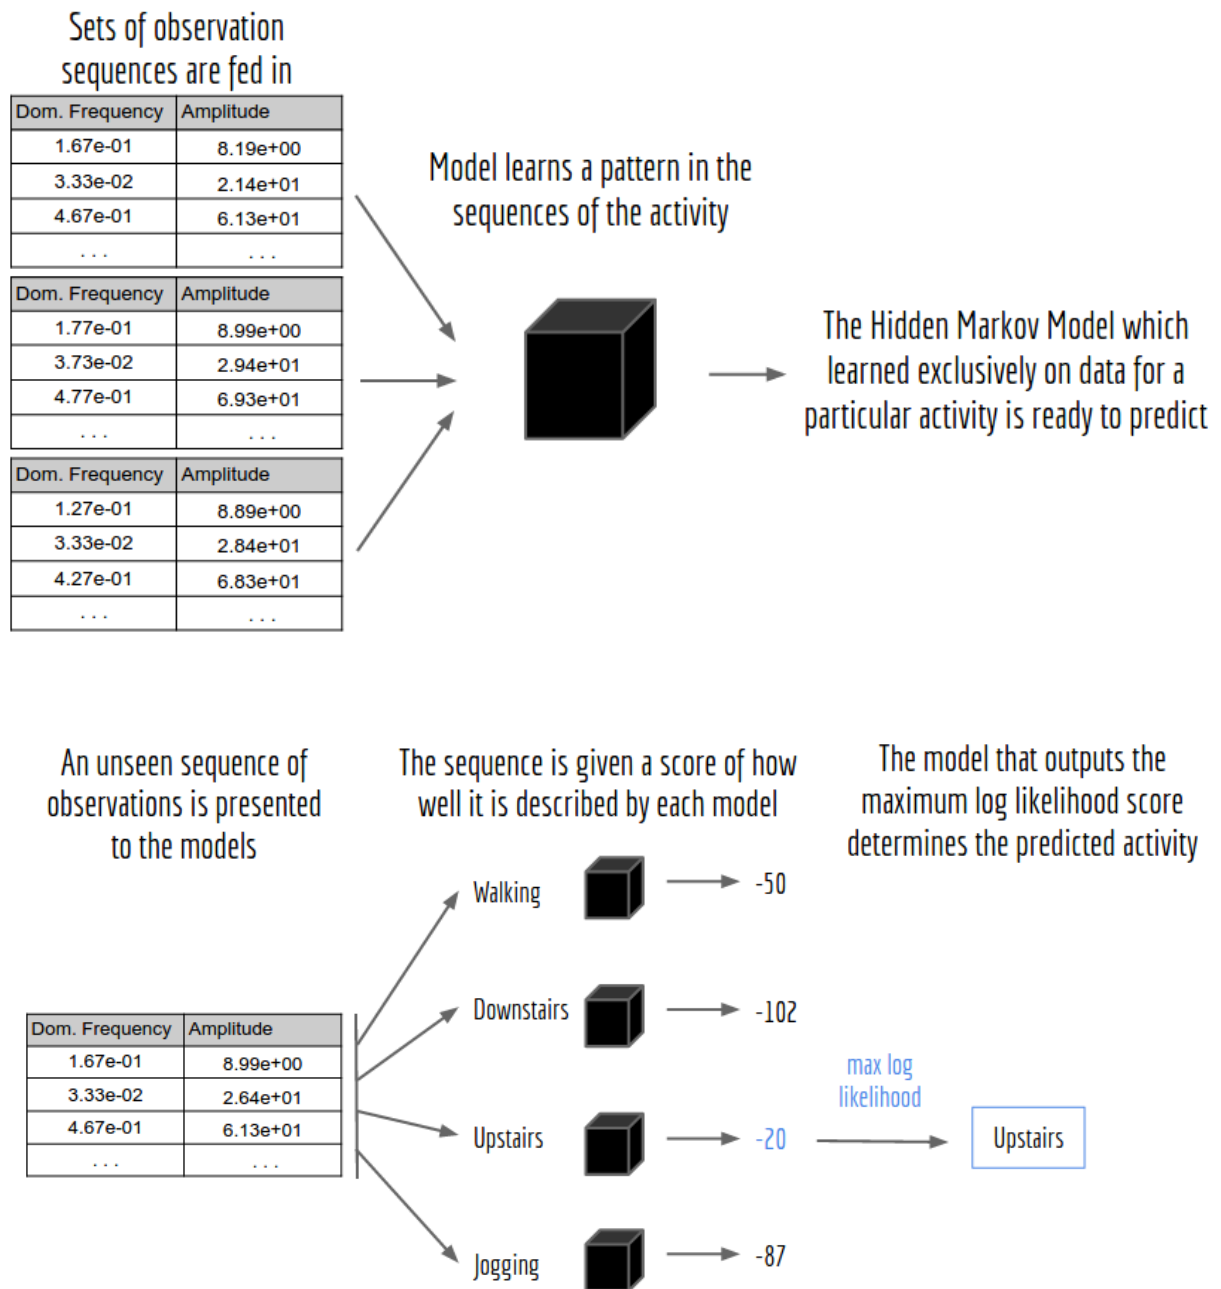 Sets of observation
sequences are fed in
Dom. Frequency Amplitude
1.67e-01 8.19e+00
3.33e-02 2.14e+01
4.67e-01 6.13e+01
. . . . . .
Dom. Frequency Amplitude
1.77e-01 8.99e+00
3.73e-02 2.94e+01
4.77e-01 6.93e+01
. . . . . .
Dom. Frequency Amplitude
1.27e-01 8.89e+00
3.33e-02 2.84e+01
4.27e-01 6.83e+01
. . . . . .
Model learns a pattern in the
sequences of the activity
The Hidden Markov Model which
learned exclusively on data for a
particular activity is ready to predict
An unseen sequence of
observations is presented
to the models
Dom. Frequency Amplitude
1.67e-01 8.99e+00
3.33e-02 2.64e+01
4.67e-01 6.13e+01
. . . . . .
The sequence is given a score of how
well it is described by each model
Walking -50
Downstairs -102
Upstairs -20
Jogging -87
The model that outputs the
maximum log likelihood score
determines the predicted activity
max log
likelihood
Upstairs